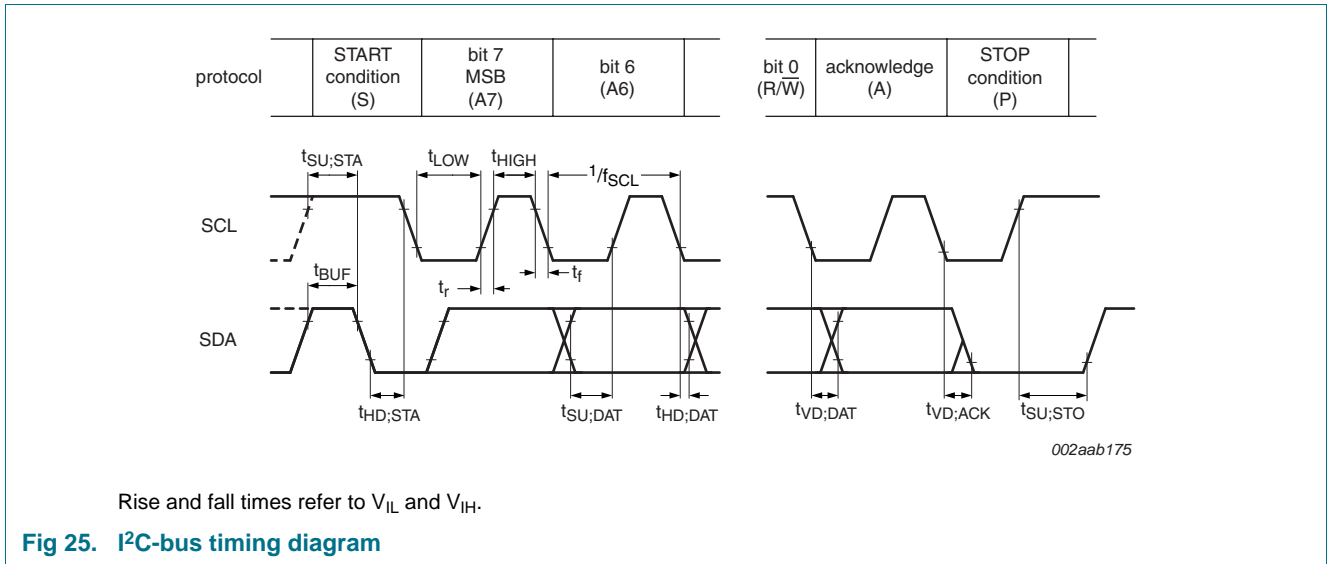 protocol
START
condition
(S)
bit 7
MSB
(A7)
bit 6
(A6)
bit 0
(R/W̅)
acknowledge
(A)
STOP
condition
(P)
tSU;STA
tLOW
tHIGH
1/fSCL
SCL
tBUF
tr
tf
SDA
tHD;STA
tSU;DAT
tHD;DAT
tVD;DAT
tVD;ACK
tSU;STO
002aab175
Rise and fall times refer to VIL and VIH.
Fig 25. I²C-bus timing diagram